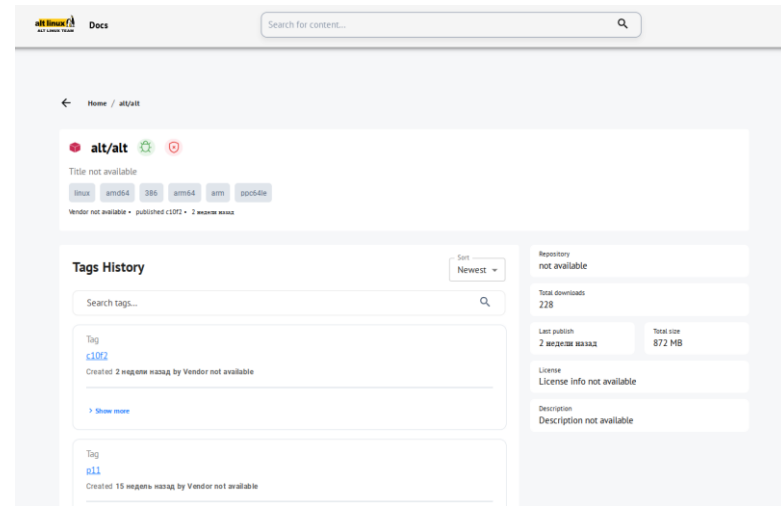 alt linux
ALT LINUX TEAM
Docs
Search for content...
Home / alt/alt
alt/alt
Title not available
linux amd64 386 arm64 arm ppc64le
Vendor not available • published c10f2 • 2 недели назад
Tags History
Sort
Newest
Search tags...
Tag
c10f2
Created 2 недели назад by Vendor not available
Show more
Tag
p11
Created 15 недель назад by Vendor not available
Repository
not available
Total downloads
228
Last publish
2 недели назад
Total size
872 MB
License
License info not available
Description
Description not available